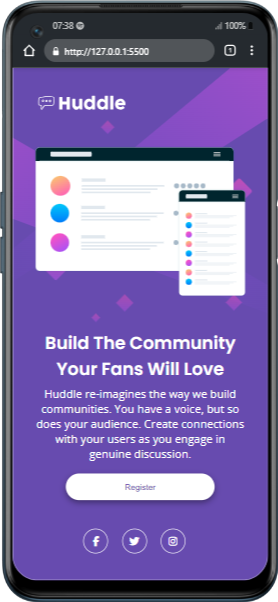 07:38
100%
http://127.0.0.1:5500
1
Huddle
Build The Community
Your Fans Will Love
Huddle re-imagines the way we build
communities. You have a voice, but so
does your audience. Create connections
with your users as you engage in
genuine discussion.
Register